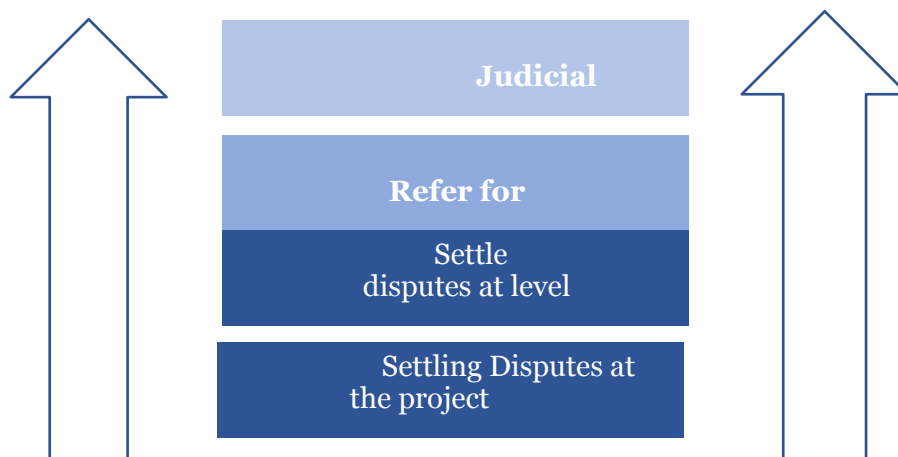 Judicial
Refer for
Settle
disputes at level
Settling Disputes at
the project